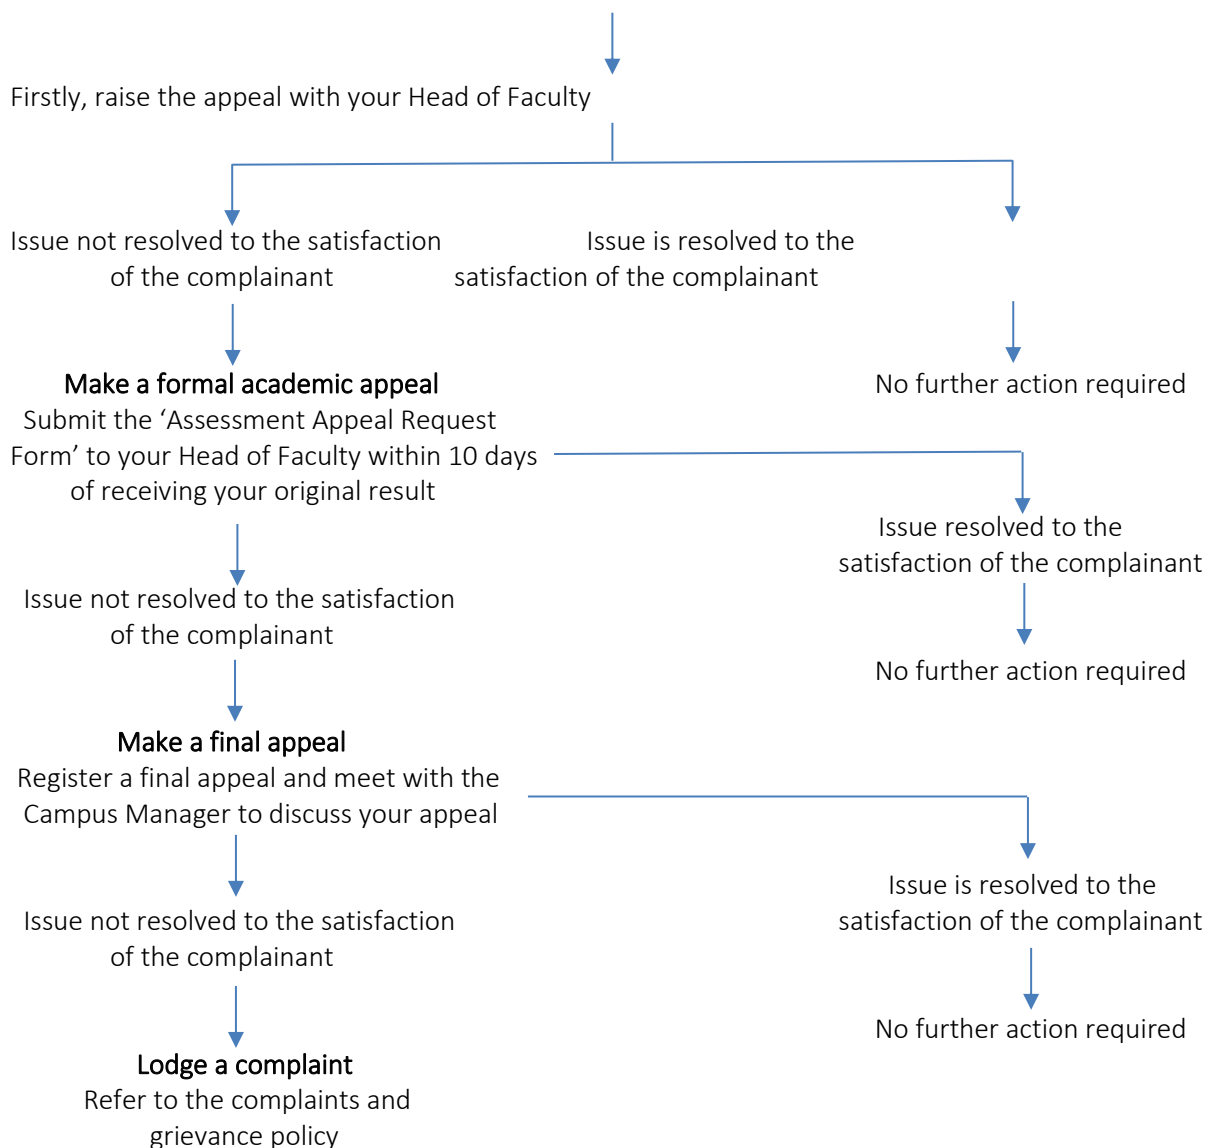 Firstly, raise the appeal with your Head of Faculty
Issue not resolved to the satisfaction
of the complainant
Issue is resolved to the
satisfaction of the complainant
Make a formal academic appeal
Submit the ‘Assessment Appeal Request
Form’ to your Head of Faculty within 10 days
of receiving your original result
No further action required
Issue resolved to the
satisfaction of the complainant
No further action required
Issue not resolved to the satisfaction
of the complainant
Make a final appeal
Register a final appeal and meet with the
Campus Manager to discuss your appeal
Issue is resolved to the
satisfaction of the complainant
No further action required
Issue not resolved to the satisfaction
of the complainant
Lodge a complaint
Refer to the complaints and
grievance policy